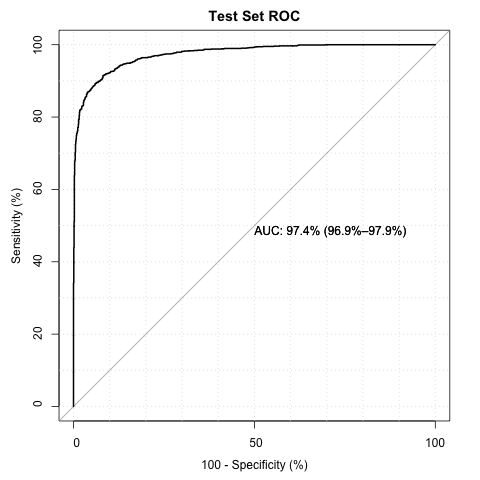 Test Set ROC
100
80
60
40
20
0
Sensitivity (%)
AUC: 97.4% (96.9%–97.9%)
0
50
100
100 - Specificity (%)